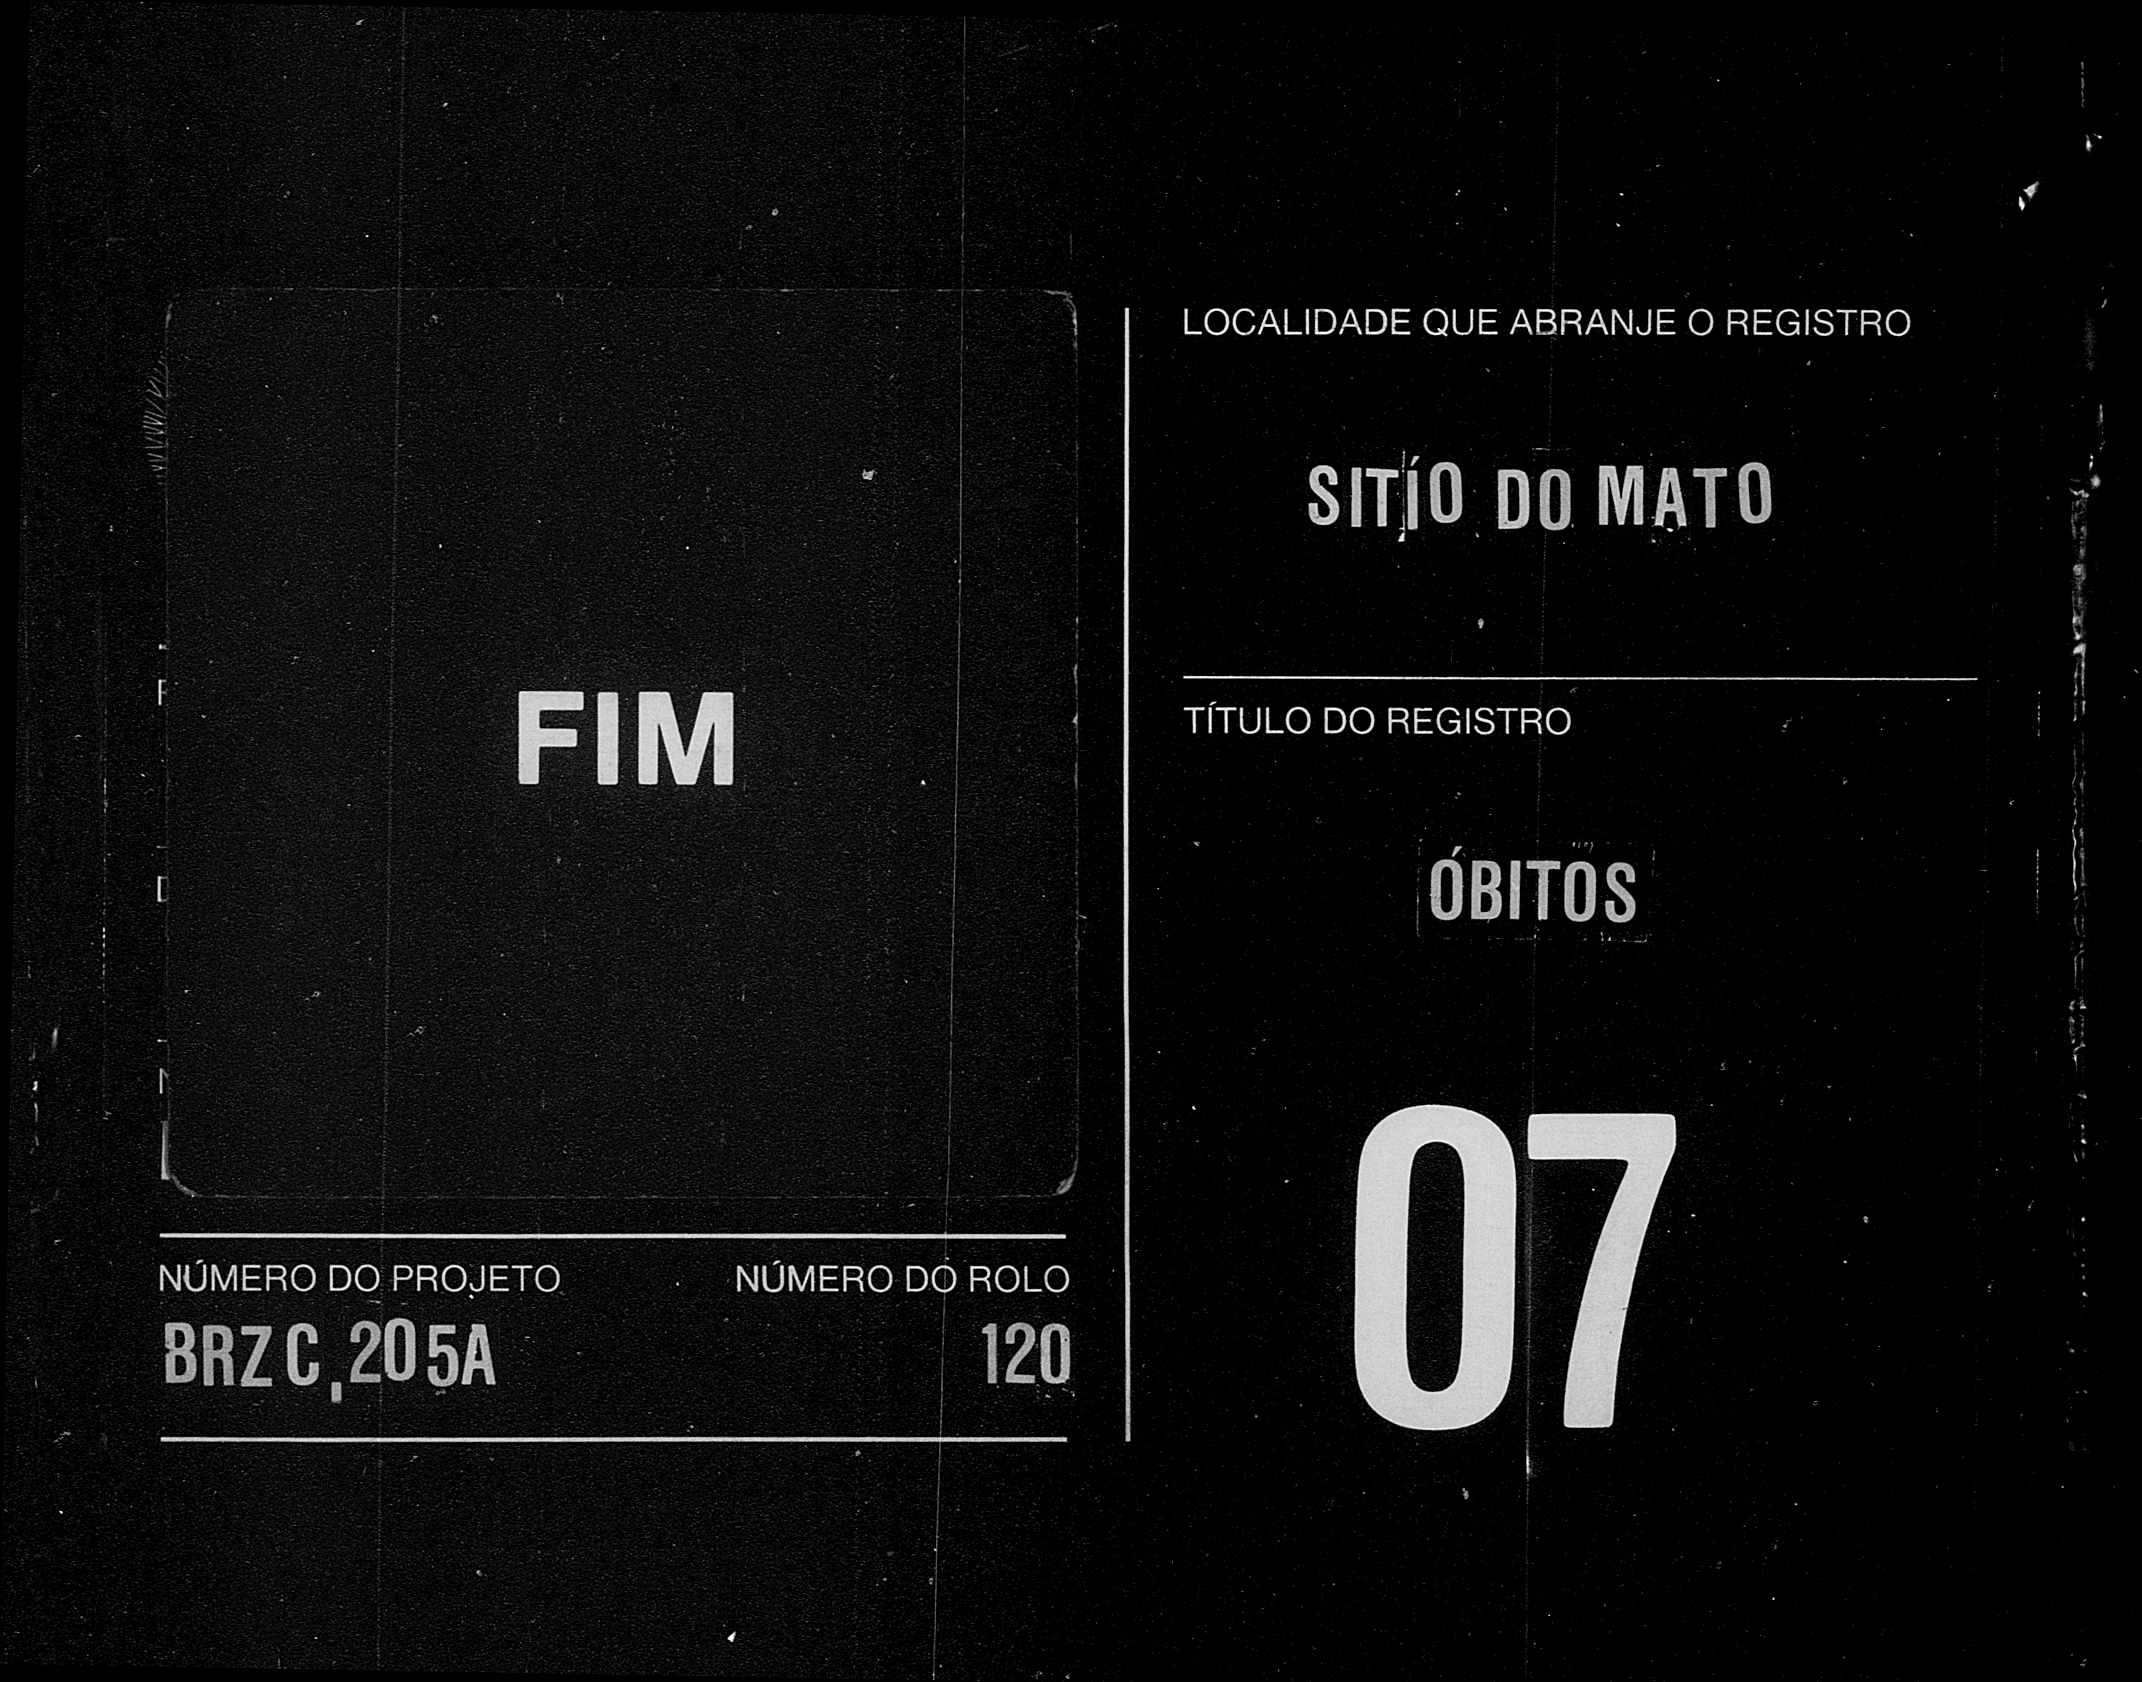 FIM
NÚMERO DO PROJETO
BRZ C.205A
NÚMERO DO ROLO
120
LOCALIDADE QUE ABRANJE O REGISTRO
SITÍO DO MATO
TÍTULO DO REGISTRO
ÓBITOS
07